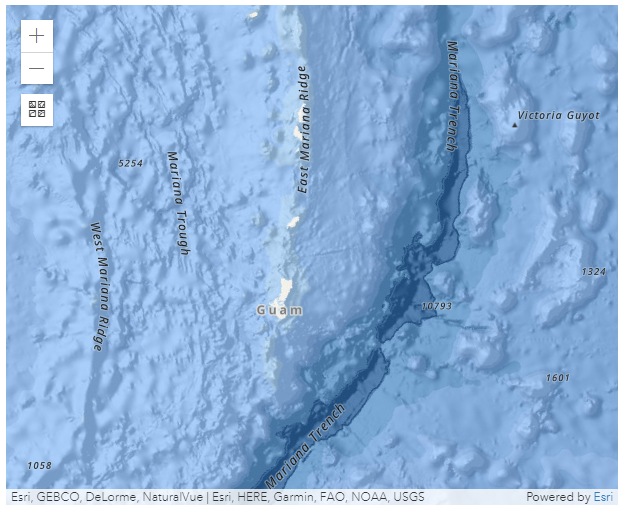 Mariana Trench
East Mariana Ridge
Victoria Guyot
5254
Mariana Trough
West Mariana Ridge
1324
Guam
10793
1601
Mariana Trench
1058
Esri, GEBCO, DeLorme, NaturalVue | Esri, HERE, Garmin, FAO, NOAA, USGS
Powered by Esri